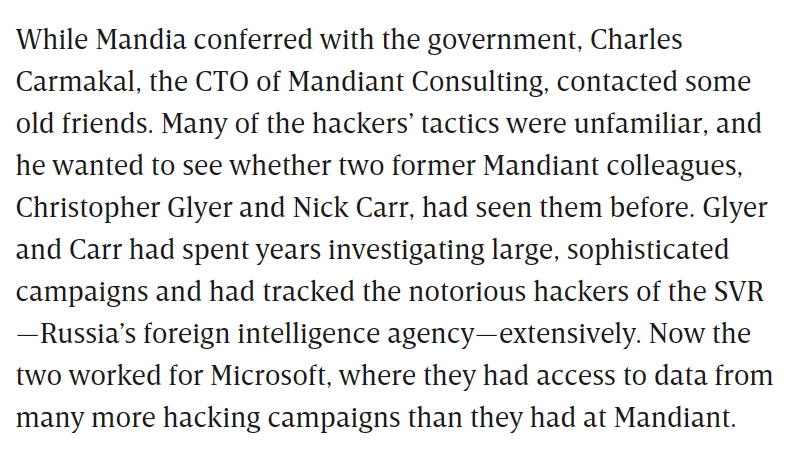 While Mandia conferred with the government, Charles
Carmakal, the CTO of Mandiant Consulting, contacted some
old friends. Many of the hackers’ tactics were unfamiliar, and
he wanted to see whether two former Mandiant colleagues,
Christopher Glyer and Nick Carr, had seen them before. Glyer
and Carr had spent years investigating large, sophisticated
campaigns and had tracked the notorious hackers of the SVR
—Russia’s foreign intelligence agency—extensively. Now the
two worked for Microsoft, where they had access to data from
many more hacking campaigns than they had at Mandiant.